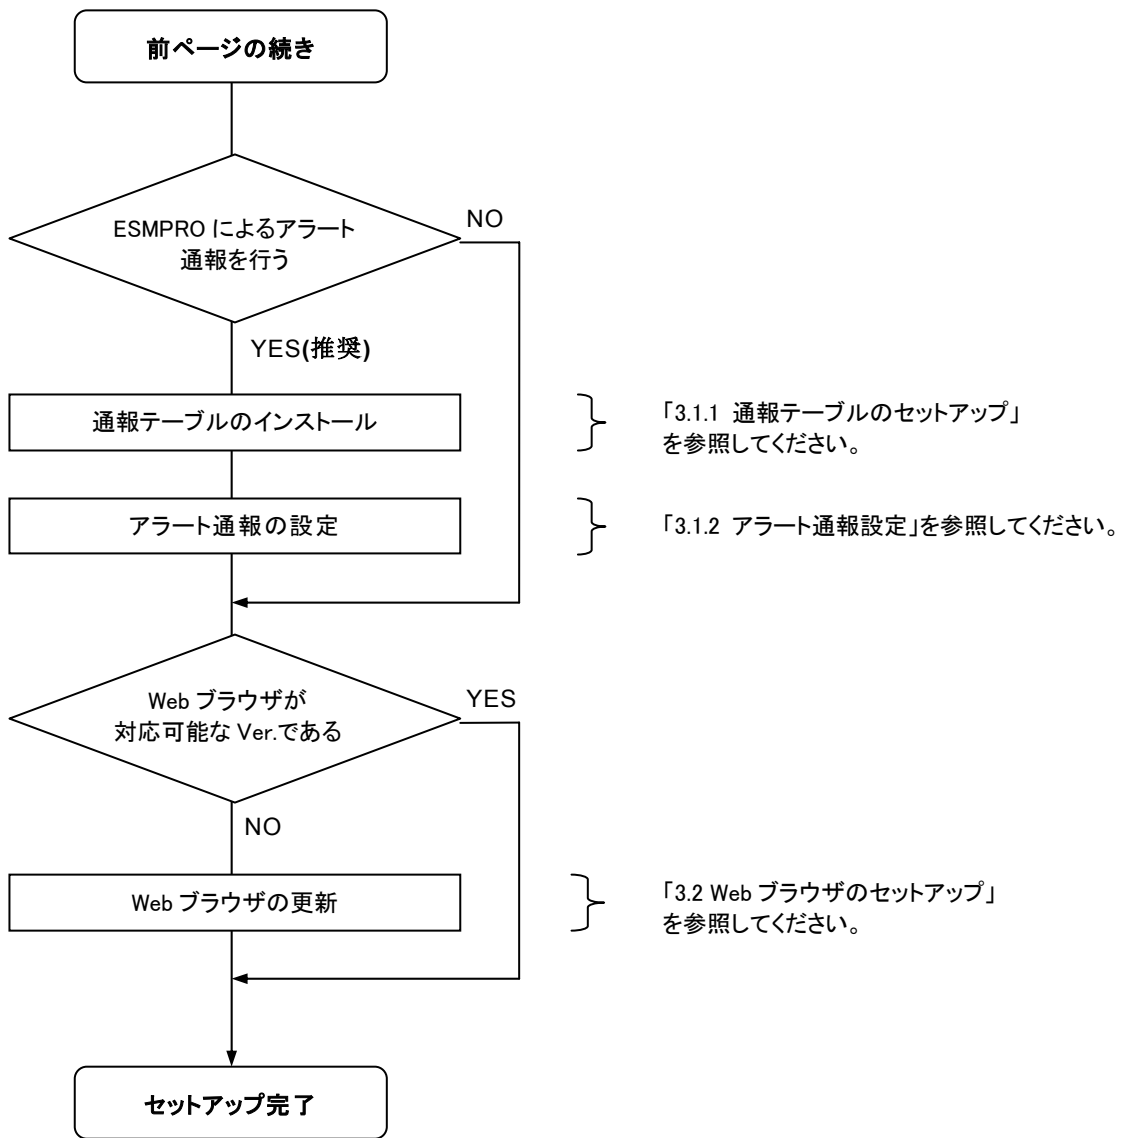 前ページの続き
ESMPRO によるアラート
通報を行う
NO
YES(推奨)
通報テーブルのインストール
「3.1.1 通報テーブルのセットアップ」
を参照してください。
アラート通報の設定
「3.1.2 アラート通報設定」を参照してください。
Web ブラウザが
対応可能な Ver.である
YES
NO
Web ブラウザの更新
「3.2 Web ブラウザのセットアップ」
を参照してください。
セットアップ完了